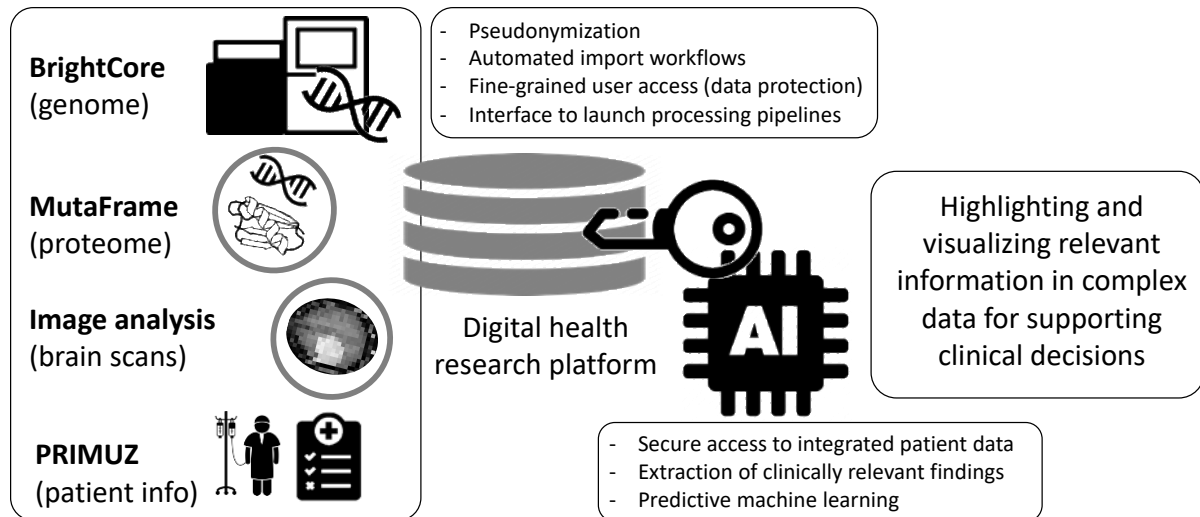 BrightCore
(genome)
MutaFrame
(proteome)
Image analysis
(brain scans)
PRIMUZ
(patient info)
- Pseudonymization
- Automated import workflows
- Fine-grained user access (data protection)
- Interface to launch processing pipelines
Digital health
research platform
AI
- Secure access to integrated patient data
- Extraction of clinically relevant findings
- Predictive machine learning
Highlighting and
visualizing relevant
information in complex
data for supporting
clinical decisions